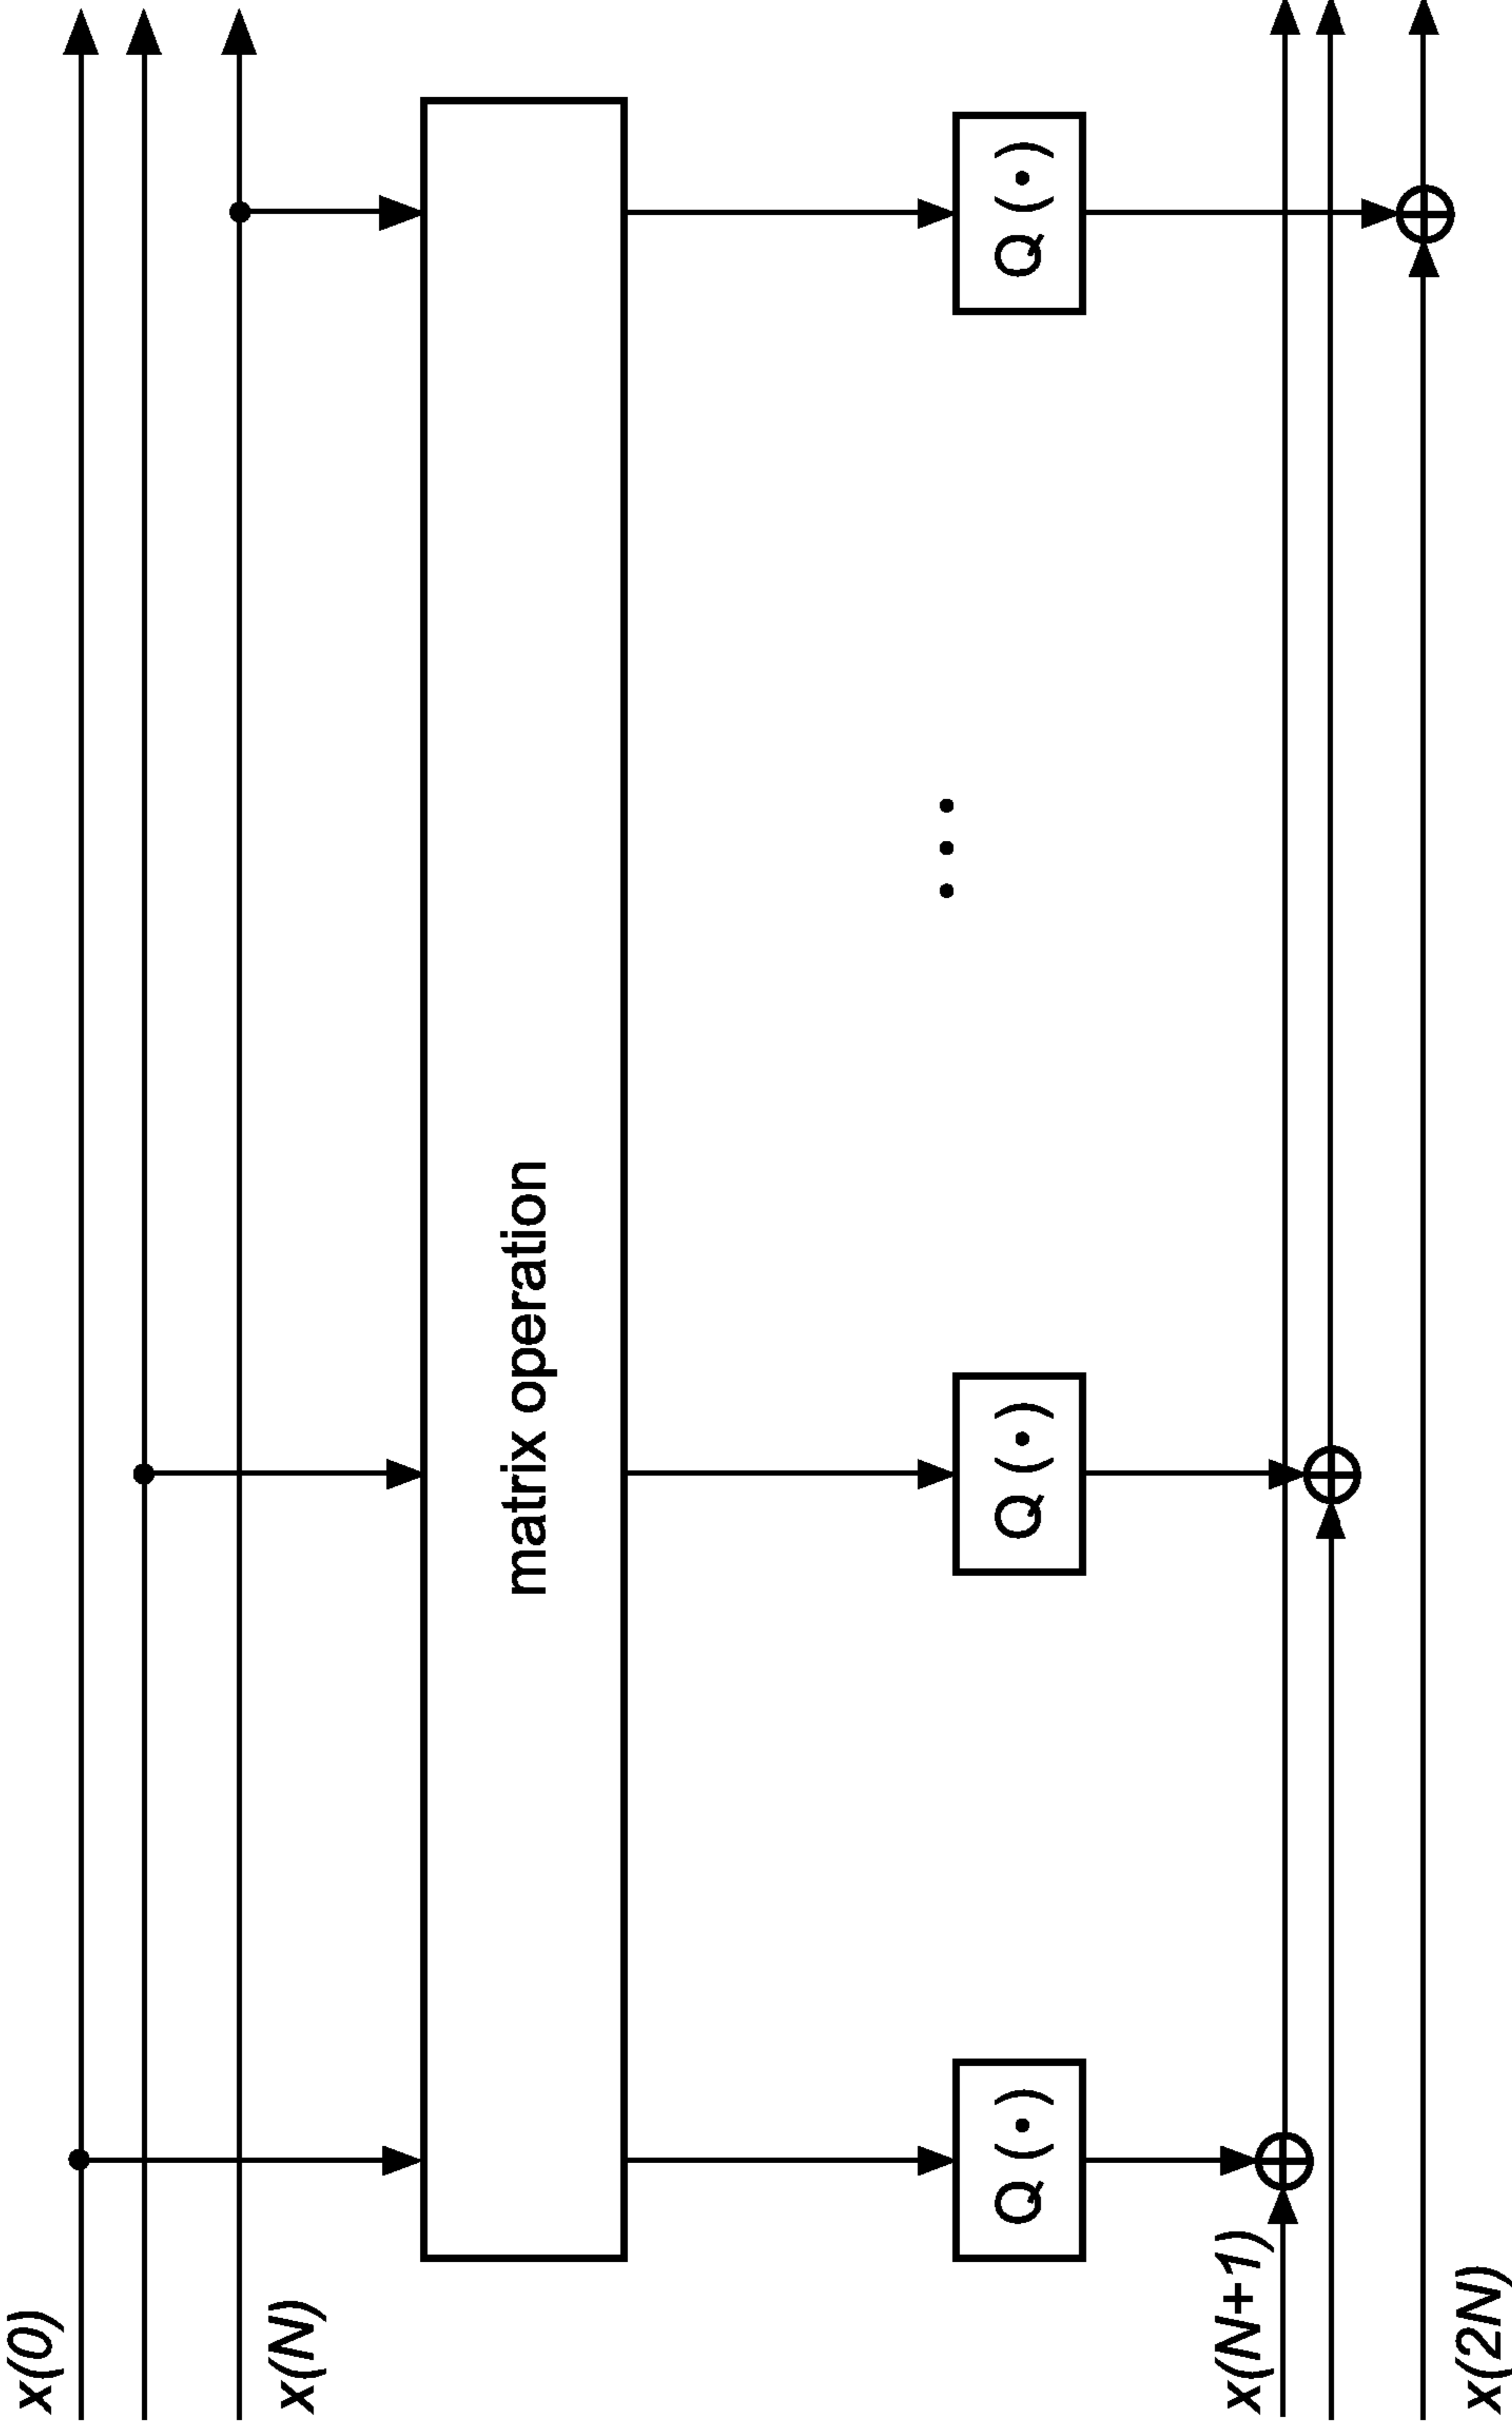 x(0)
x(N)
matrix operation
Q (•)
Q (•)
Q (•)
x(N+1)
x(2N)